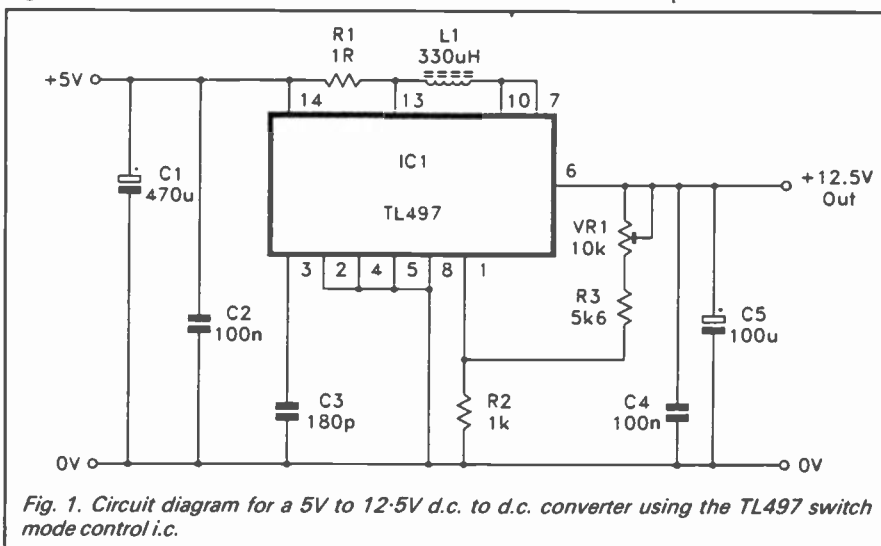 R1
1R
L1
330uH
+5V
14
13
10
7
IC1
TL497
6
+12.5V
Out
C1
470u
VR1
10k
3
2
4
5
8
1
R3
5k6
C5
100u
C2
100n
C3
180p
R2
1k
C4
100n
0V
0V
Fig. 1. Circuit diagram for a 5V to 12·5V d.c. to d.c. converter using the TL497 switch
mode control i.c.